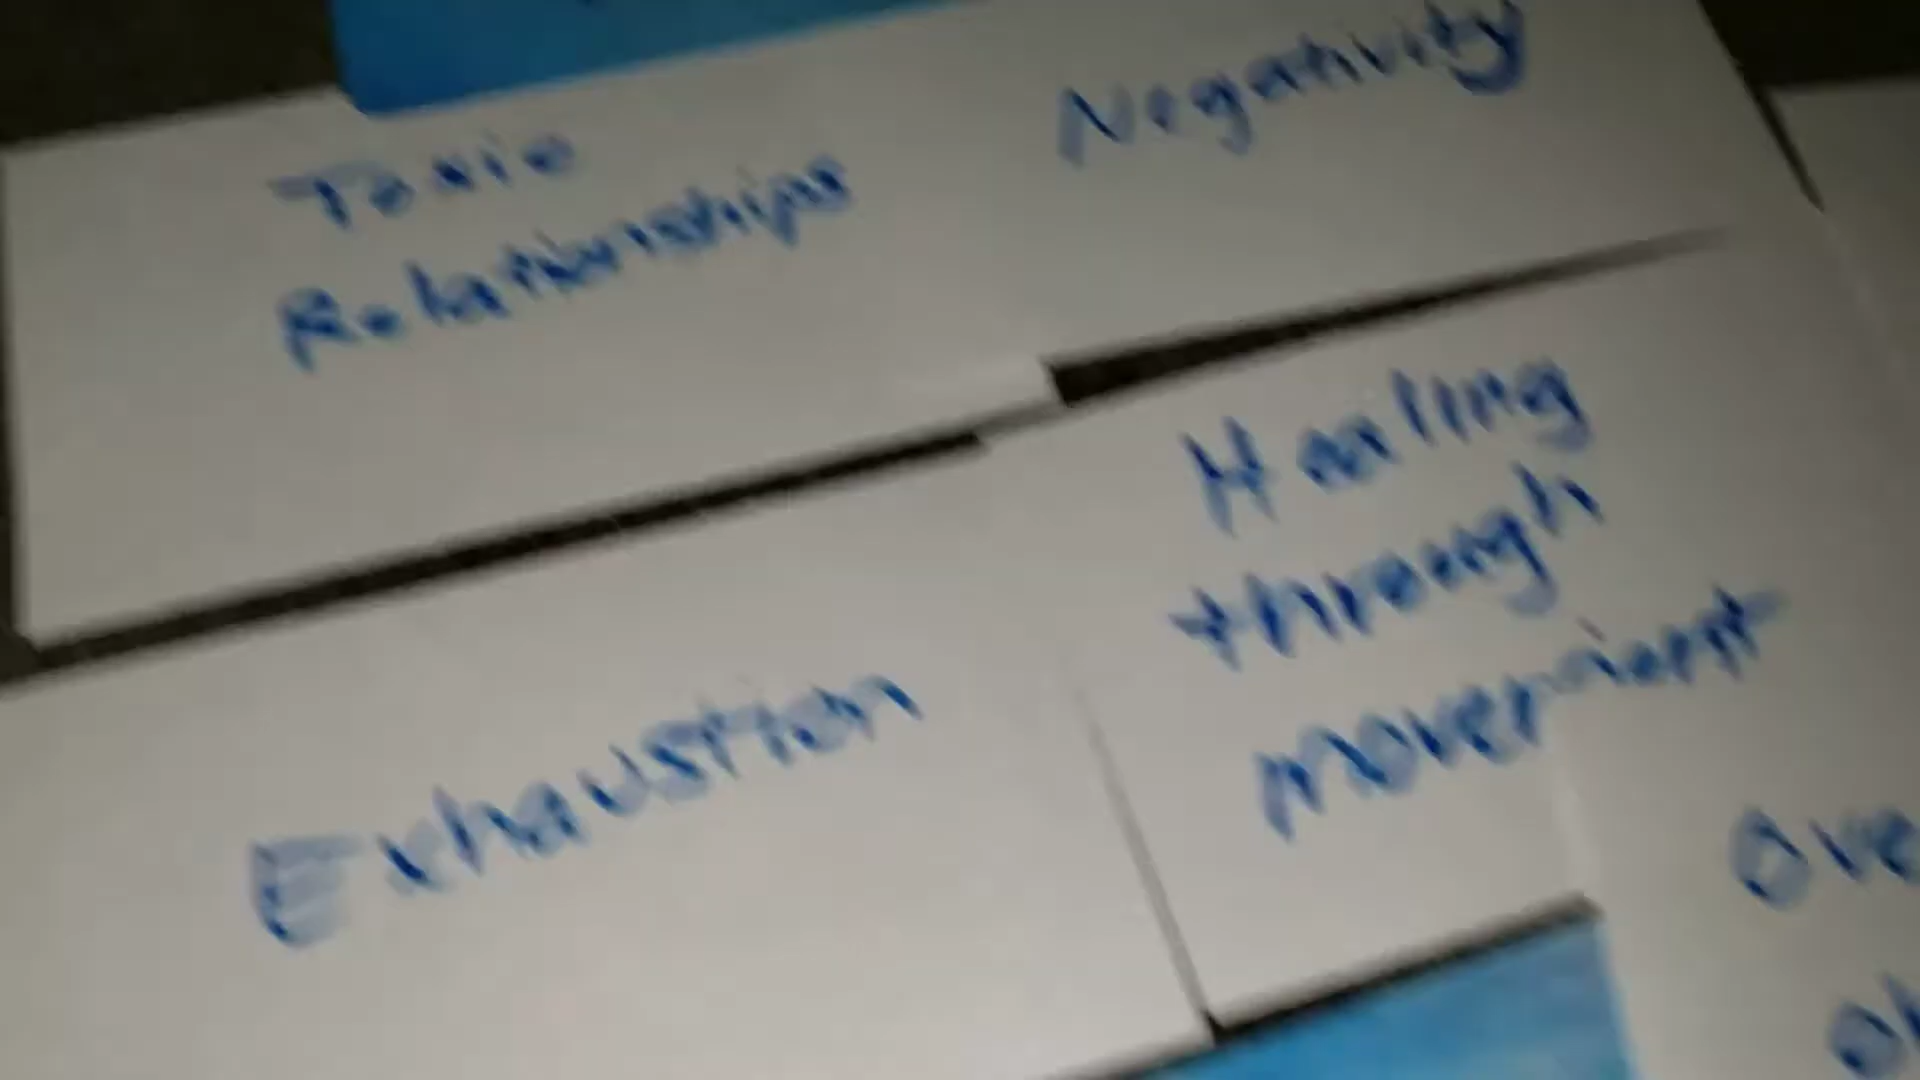 Toxic
Relationships
Negativity
Healing
through
movement
Exhaustion